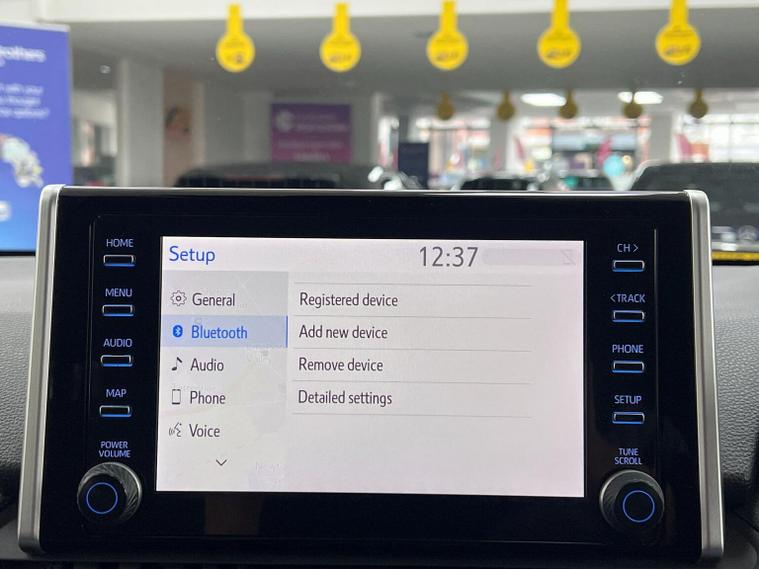 Brothers
HOME
MENU
AUDIO
MAP
POWER
VOLUME
Setup
12:37
General
Bluetooth
Audio
Phone
Voice
Registered device
Add new device
Remove device
Detailed settings
CH >
< TRACK
PHONE
SETUP
TUNE
SCROLL